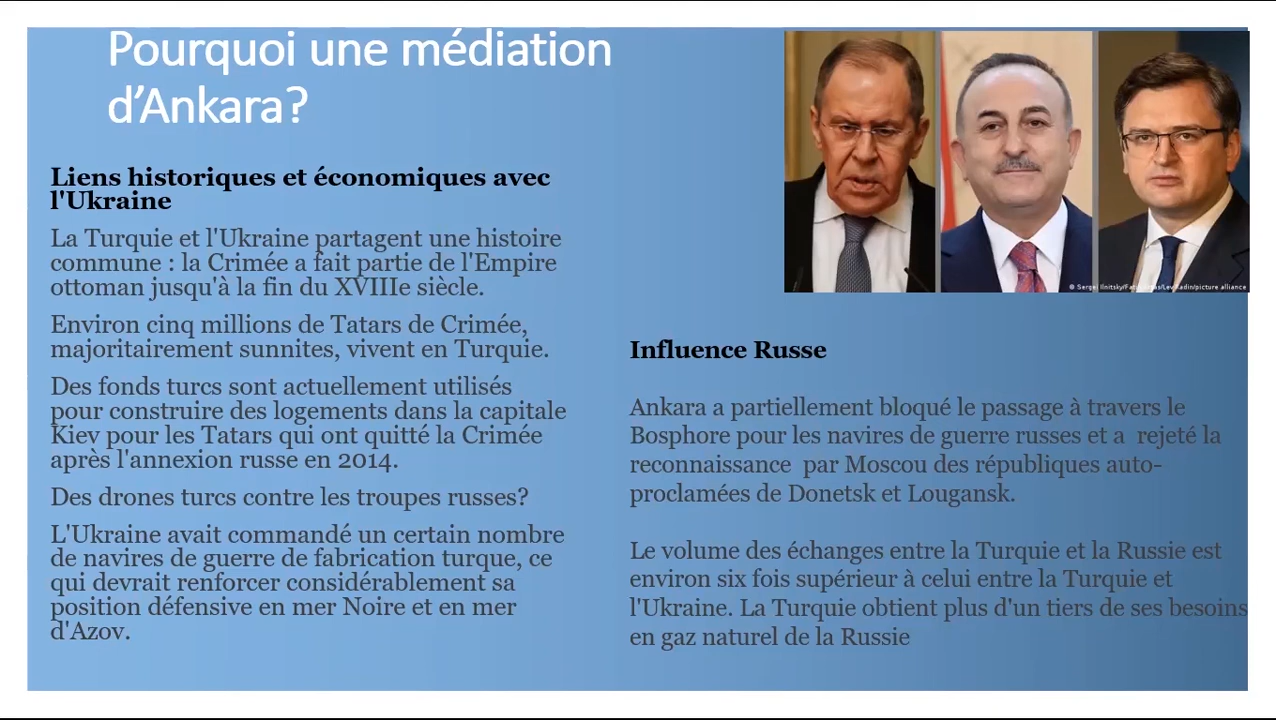 Pourquoi une médiation
d'Ankara?
Liens historiques et économiques avec
l'Ukraine
La Turquie et l'Ukraine partagent une histoire
commune : la Crimée a fait partie de l'Empire
ottoman jusqu'à la fin du XVIIIe siècle.
Environ cinq millions de Tatars de Crimée,
majoritairement sunnites, vivent en Turquie.
Des fonds turcs sont actuellement utilisés
pour construire des logements dans la capitale
Kiev pour les Tatars qui ont quitté la Crimée
après l'annexion russe en 2014.
Des drones turcs contre les troupes russes?
L'Ukraine avait commandé un certain nombre
de navires de guerre de fabrication turque, ce
qui devrait renforcer considérablement sa
position défensive en mer Noire et en mer
d'Azov.
© Sergei Ilnitsky/Fatih /Lev Radin/picture alliance
Influence Russe
Ankara a partiellement bloqué le passage à travers le
Bosphore pour les navires de guerre russes et a rejeté la
reconnaissance par Moscou des républiques auto-
proclamées de Donetsk et Lougansk.
Le volume des échanges entre la Turquie et la Russie est
environ six fois supérieur à celui entre la Turquie et
l'Ukraine. La Turquie obtient plus d'un tiers de ses besoins
en gaz naturel de la Russie